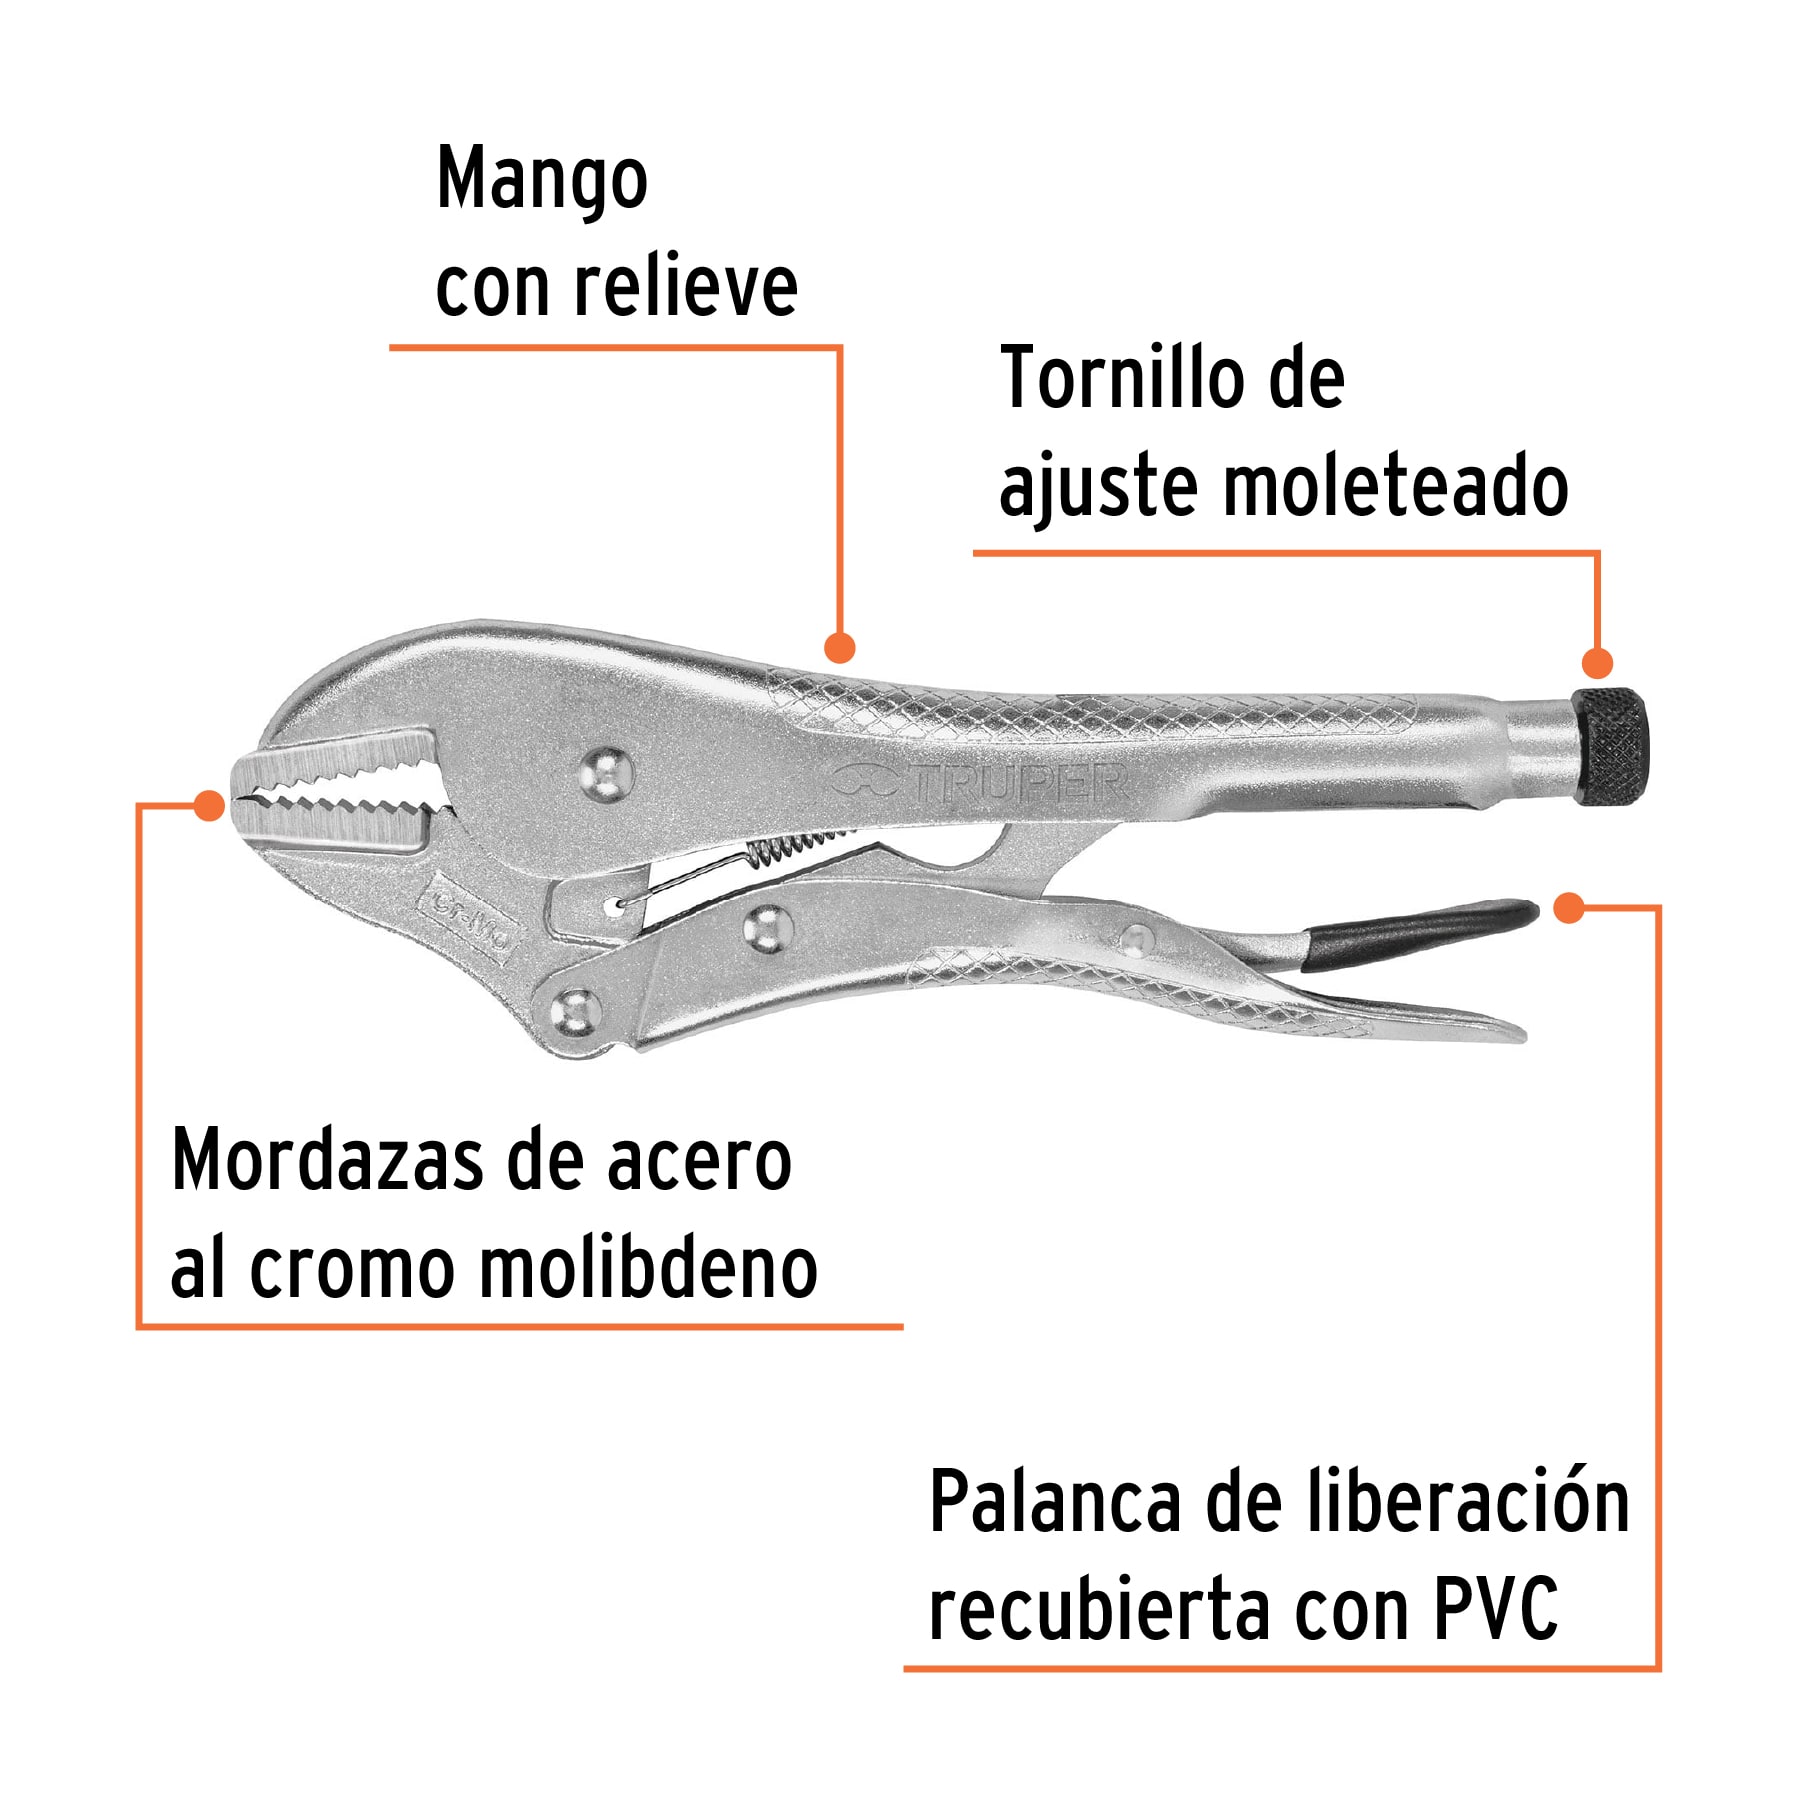 Mango
con relieve
Tornillo de
ajuste moleteado
TRUPER
Cr-Mo
Mordazas de acero
al cromo molibdeno
Palanca de liberación
recubierta con PVC